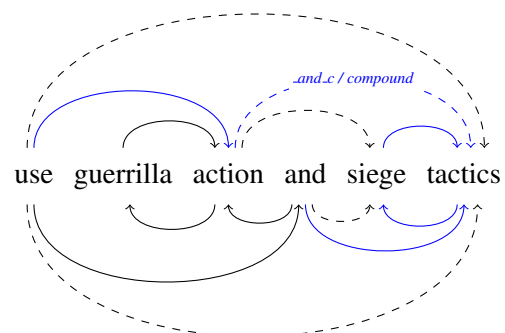 _and_c / compound
use guerrilla action and siege tactics